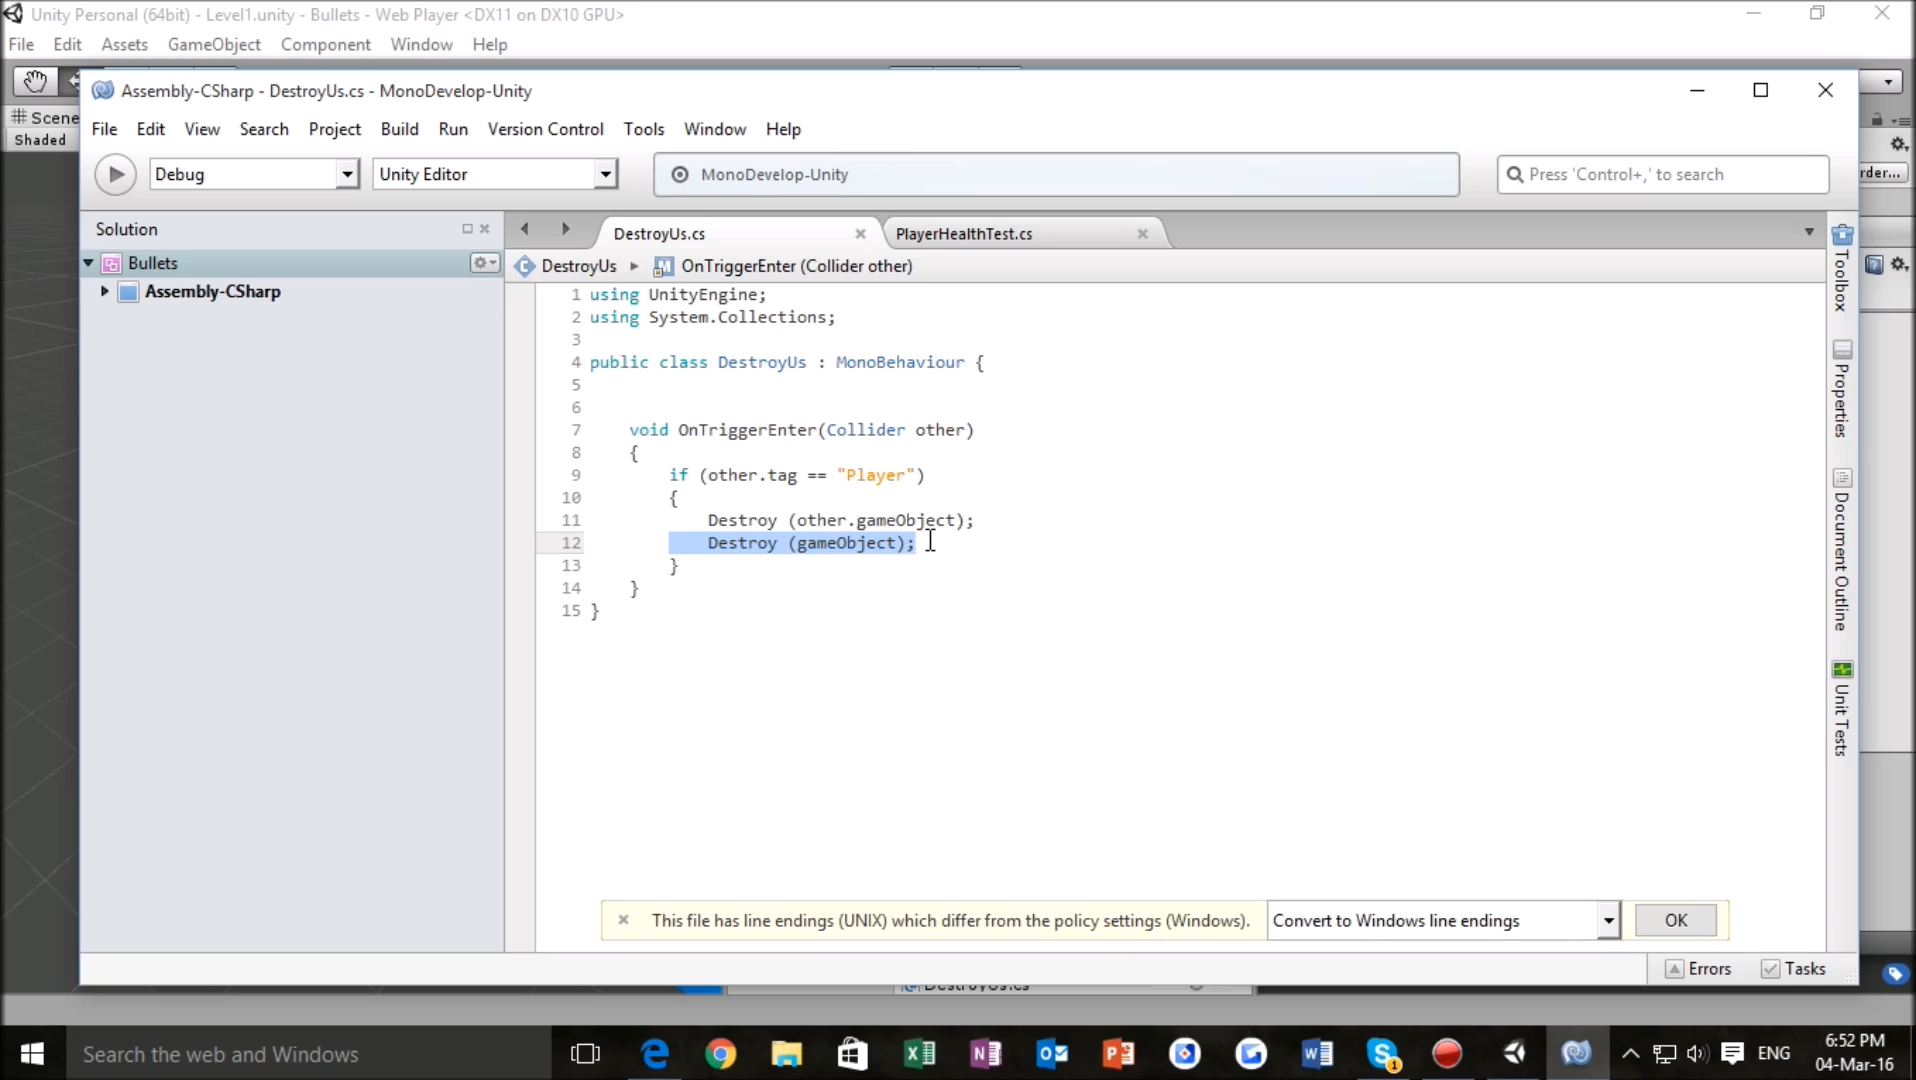 Unity Personal (64bit) - Level1.unity - Bullets - Web Player <DX11 on DX10 GPU>
File Edit Assets GameObject Component Window Help
Assembly-CSharp - DestroyUs.cs - MonoDevelop-Unity
Scene
Shaded
File Edit View Search Project Build Run Version Control Tools Window Help
Debug Unity Editor MonoDevelop-Unity Press 'Control+,' to search
rder...
Solution
DestroyUs.cs PlayerHealthTest.cs
Bullets
DestroyUs OnTriggerEnter (Collider other)
Assembly-CSharp
1 using UnityEngine;
2 using System.Collections;
3
4 public class DestroyUs : MonoBehaviour {
5
6
7 void OnTriggerEnter(Collider other)
8 {
9 if (other.tag == "Player")
10 {
11 Destroy (other.gameObject);
12 Destroy (gameObject);
13 }
14 }
15 }
Toolbox
Properties
Document Outline
Unit Tests
This file has line endings (UNIX) which differ from the policy settings (Windows). Convert to Windows line endings OK
Errors Tasks
DestroyUs.cs
Search the web and Windows
1
ENG
6:52 PM
04-Mar-16